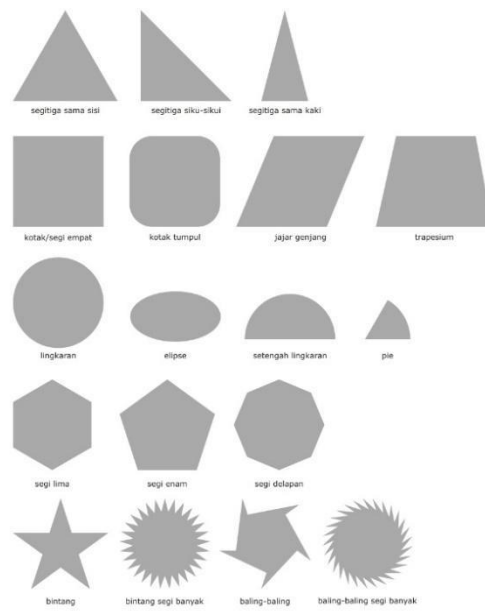 segitiga sama sisi
segitiga siku-sikui
segitiga sama kaki
kotak/segi empat
kotak tumpul
jajar genjang
trapesium
lingkaran
elipse
setengah lingkaran
pie
segi lima
segi enam
segi delapan
bintang
bintang segi banyak
baling-baling
baling-baling segi banyak